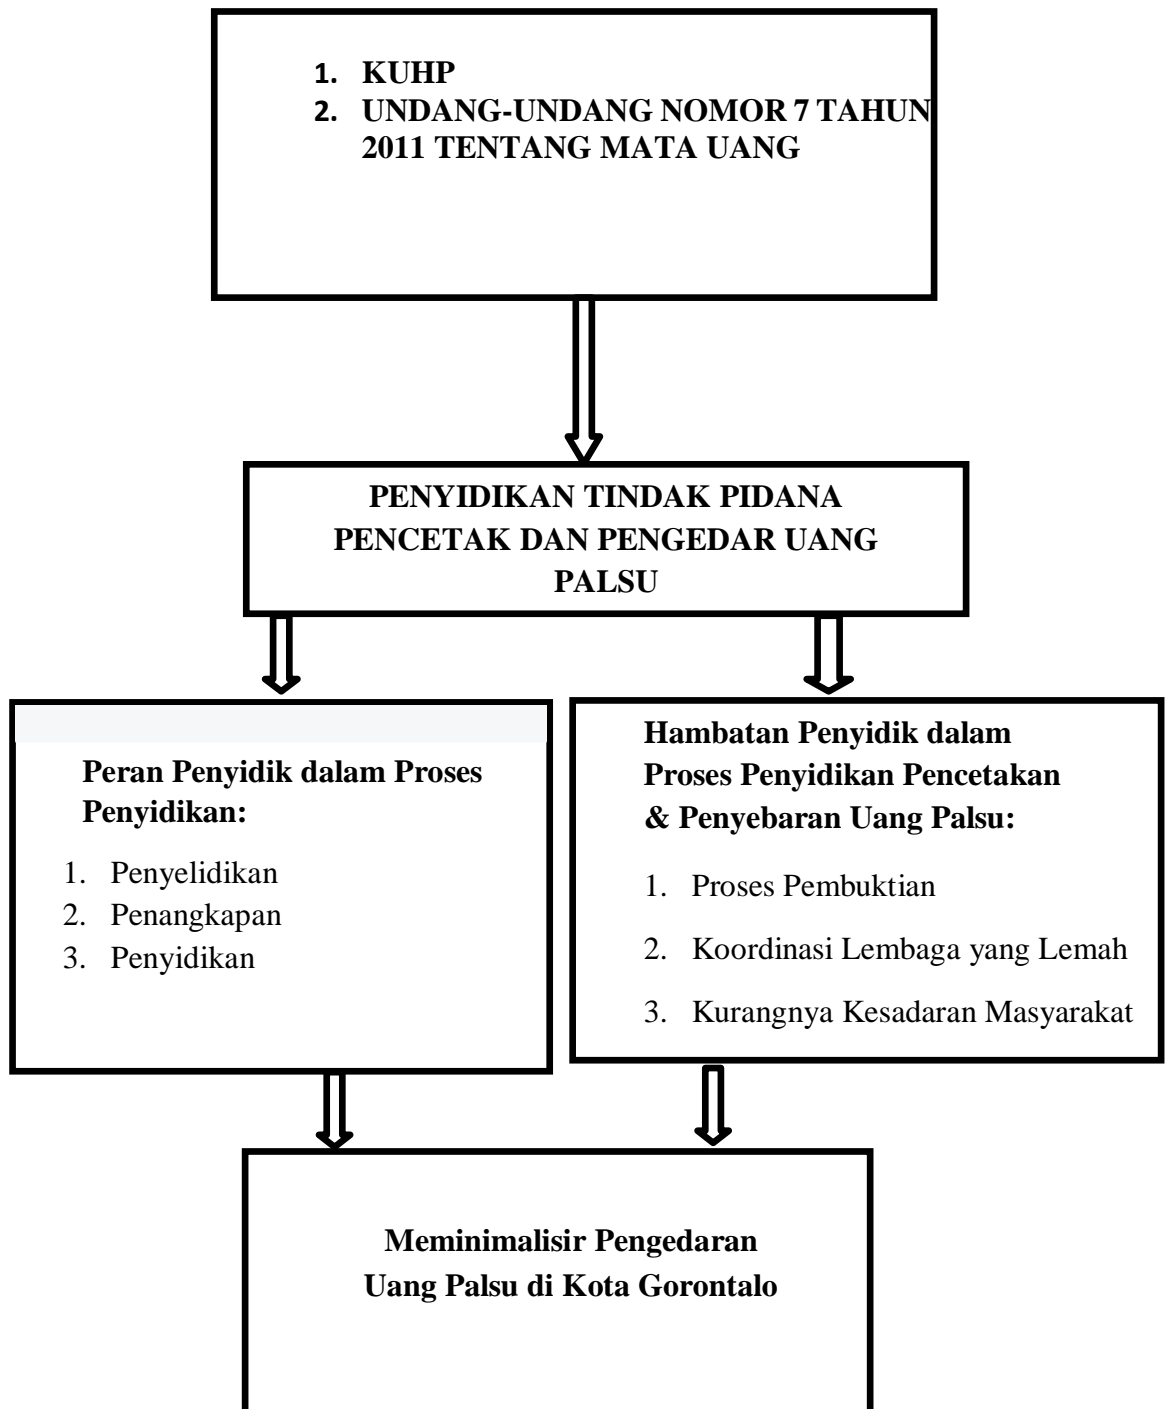 1. KUHP
2. UNDANG-UNDANG NOMOR 7 TAHUN
2011 TENTANG MATA UANG
PENYIDIKAN TINDAK PIDANA
PENCETAK DAN PENGEDAR UANG
PALSU
Peran Penyidik dalam Proses
Penyidikan:
1. Penyelidikan
2. Penangkapan
3. Penyidikan
Hambatan Penyidik dalam
Proses Penyidikan Pencetakan
& Penyebaran Uang Palsu:
1. Proses Pembuktian
2. Koordinasi Lembaga yang Lemah
3. Kurangnya Kesadaran Masyarakat
Meminimalisir Pengedaran
Uang Palsu di Kota Gorontalo